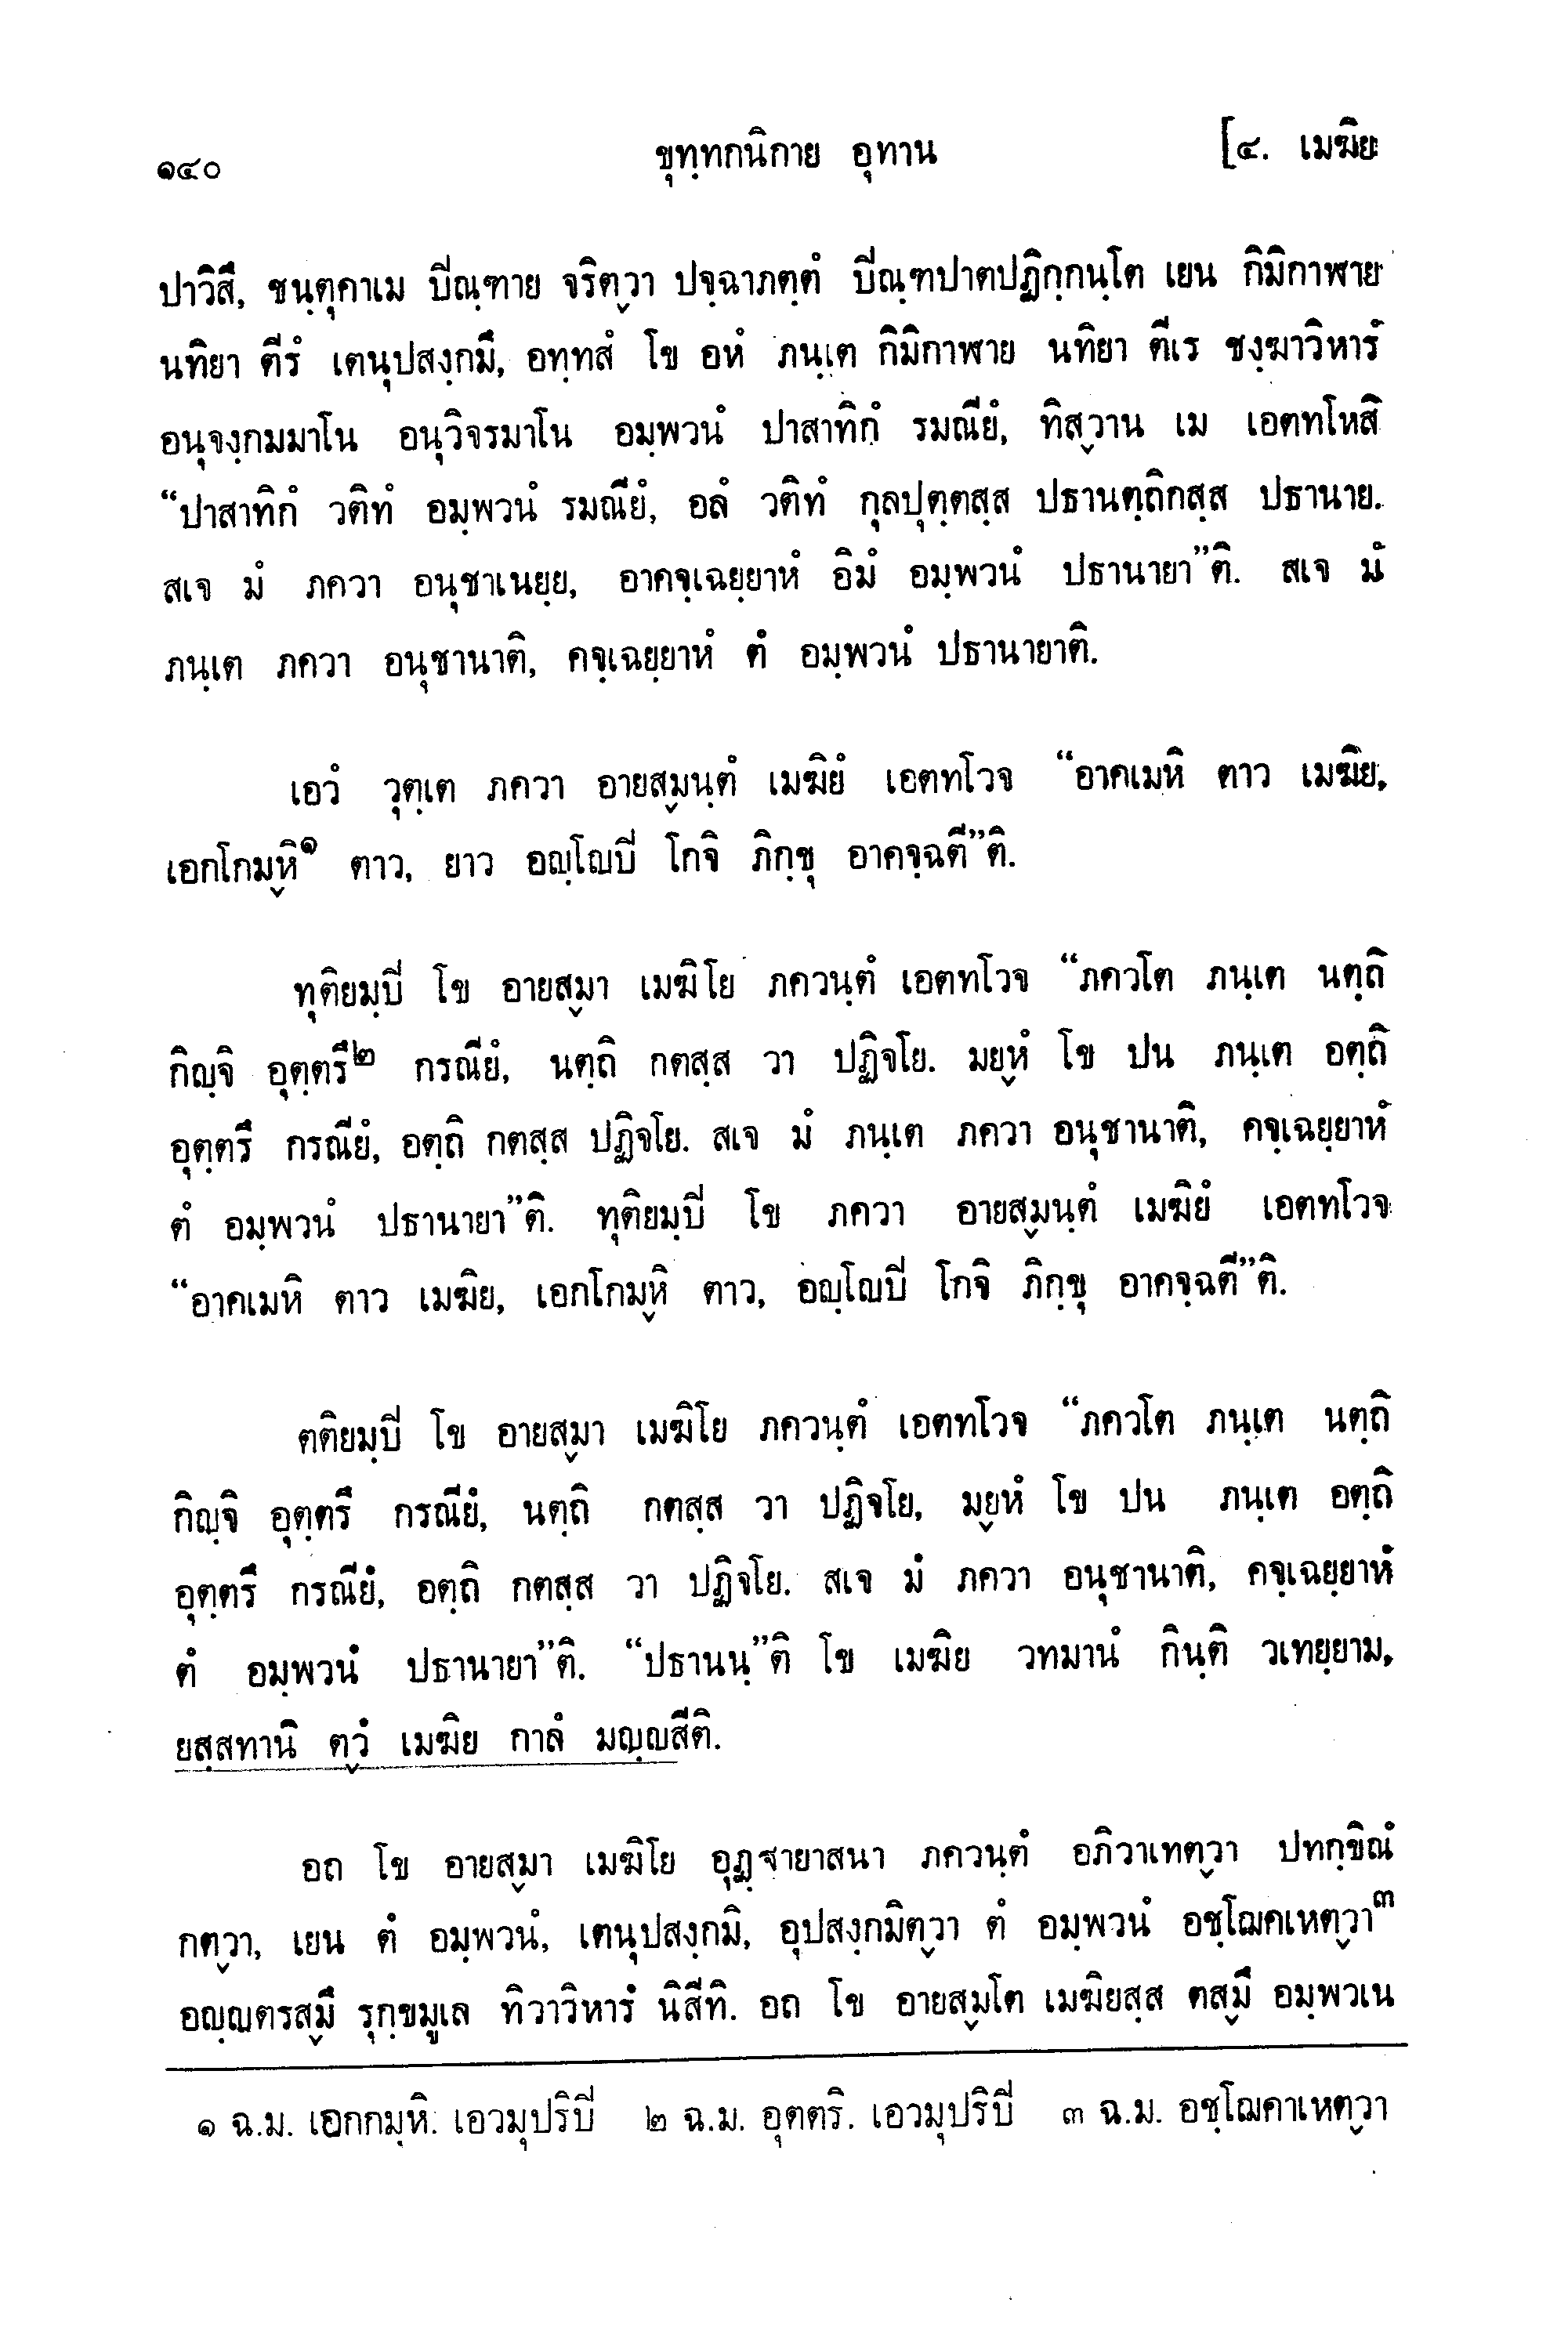 ๑๔๐ ขุทฺทกนิกาย อุทาน [๔. เมฆิย
ปาวิสึ, ชนฺตุคาเม ปิณฺฑาย จริตฺวา ปจฺฉาภตฺตํ ปิณฺฑปาตปฏิกฺกนฺโต เยน กิมิกาฬาย
นทิยา ตีรํ เตนุปสงฺกมึ, อทฺทสํ โข อหํ ภนฺเต กิมิกาฬาย นทิยา ตีเร ชงฺฆาวิหารํ
อนุจงฺกมมาโน อนุวิจรมาโน อมฺพวนํ ปาสาทิกํ รมณียํ, ทิสฺวาน เม เอตทโหสิ
“ปาสาทิกํ วติทํ อมฺพวนํ รมณียํ, อลํ วติทํ กุลปุตฺตสฺส ปธานตฺถิกสฺส ปธานาย.
สเจ มํ ภควา อนุชาเนยฺย, อาคจฺเฉยฺยาหํ อิมํ อมฺพวนํ ปธานายา”ติ. สเจ มํ
ภนฺเต ภควา อนุชานาติ, คจฺเฉยฺยาหํ ตํ อมฺพวนํ ปธานายาติ.
เอวํ วุตฺเต ภควา อายสฺมนฺตํ เมฆิยํ เอตทโวจ “อาคเมหิ ตาว เมฆิย,
เอกโกมฺหิ๑ ตาว, ยาว อญฺโญปิ โกจิ ภิกฺขุ อาคจฺฉตี”ติ.
ทุติยมฺปิ โข อายสฺมา เมฆิโย ภควนฺตํ เอตทโวจ “ภควโต ภนฺเต นตฺถิ
กิญฺจิ อุตฺตรึ๒ กรณียํ, นตฺถิ กตสฺส วา ปฏิจโย. มยฺหํ โข ปน ภนฺเต อตฺถิ
อุตฺตรึ กรณียํ, อตฺถิ กตสฺส ปฏิจโย. สเจ มํ ภนฺเต ภควา อนุชานาติ, คจฺเฉยฺยาหํ
ตํ อมฺพวนํ ปธานายา”ติ. ทุติยมฺปิ โข ภควา อายสฺมนฺตํ เมฆิยํ เอตทโวจ
“อาคเมหิ ตาว เมฆิย, เอกโกมฺหิ ตาว, อญฺโญปิ โกจิ ภิกฺขุ อาคจฺฉตี”ติ.
ตติยมฺปิ โข อายสฺมา เมฆิโย ภควนฺตํ เอตทโวจ “ภควโต ภนฺเต นตฺถิ
กิญฺจิ อุตฺตรึ กรณียํ, นตฺถิ กตสฺส วา ปฏิจโย, มยฺหํ โข ปน ภนฺเต อตฺถิ
อุตฺตรึ กรณียํ, อตฺถิ กตสฺส วา ปฏิจโย. สเจ มํ ภควา อนุชานาติ, คจฺเฉยฺยาหํ
ตํ อมฺพวนํ ปธานายา”ติ. “ปธานนฺ”ติ โข เมฆิย วทมานํ กินฺติ วเทยฺยาม,
ยสฺสทานิ ตฺวํ เมฆิย กาลํ มญฺญสีติ.
อถ โข อายสฺมา เมฆิโย อุฏฺฐายาสนา ภควนฺตํ อภิวาเทตฺวา ปทกฺขิณํ
กตฺวา, เยน ตํ อมฺพวนํ, เตนุปสงฺกมิ, อุปสงฺกมิตฺวา ตํ อมฺพวนํ อชฺโฌคเหตฺวา๓
อญฺญตรสฺมึ รุกฺขมูเล ทิวาวิหารํ นิสีทิ. อถ โข อายสฺมโต เมฆิยสฺส ตสฺมึ อมฺพวเน
๑ ฉ.ม. เอกกมฺหิ. เอวมุปริปิ ๒ ฉ.ม. อุตฺตริ. เอวมุปริปิ ๓ ฉ.ม. อชฺโฌคาเหตฺวา